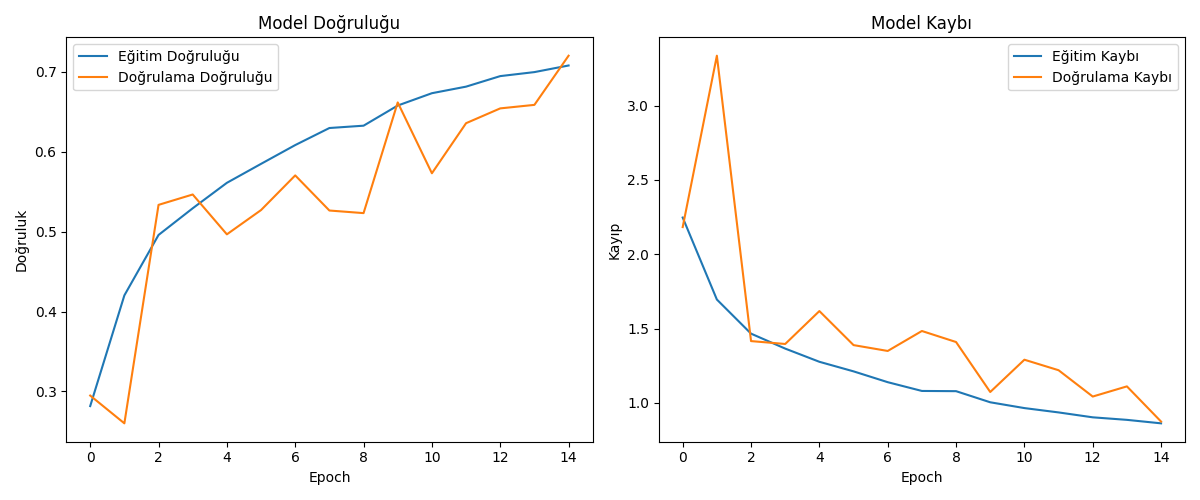 Model Doğruluğu
Eğitim Doğruluğu
Doğrulama Doğruluğu
0.7
0.6
0.5
0.4
0.3
Doğruluk
0 2 4 6 8 10 12 14
Epoch
Model Kaybı
Eğitim Kaybı
Doğrulama Kaybı
3.0
2.5
2.0
1.5
1.0
Kayıp
0 2 4 6 8 10 12 14
Epoch